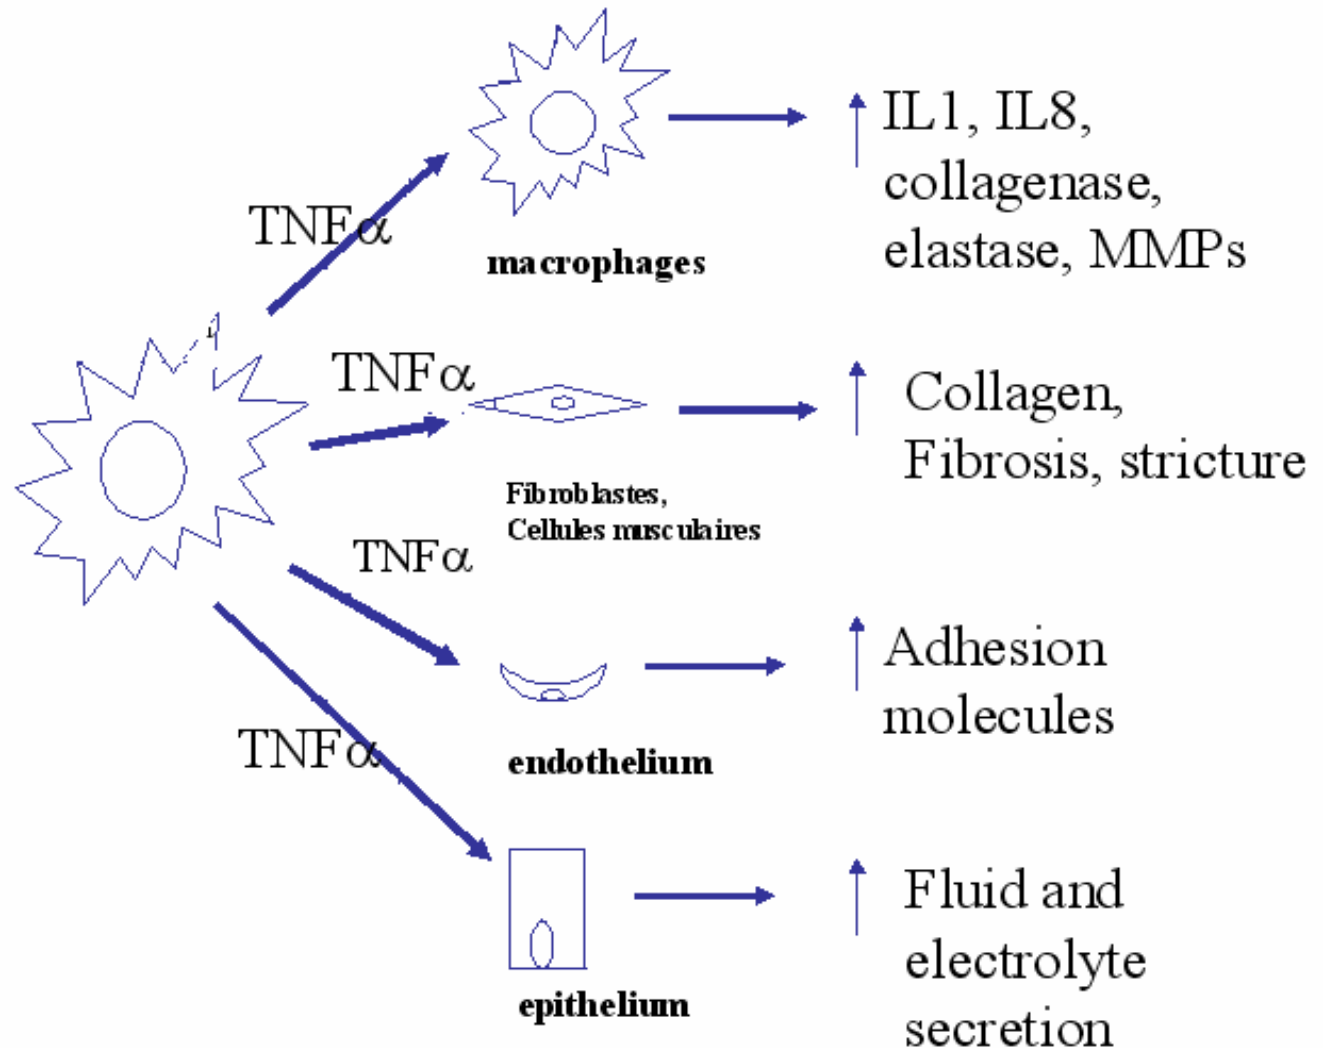 TNFα
macrophages
IL1, IL8,
collagenase,
elastase, MMPs
TNFα
Fibroblastes,
Cellules musculaires
Collagen,
Fibrosis, stricture
TNFα
endothelium
Adhesion
molecules
TNFα
epithelium
Fluid and
electrolyte
secretion